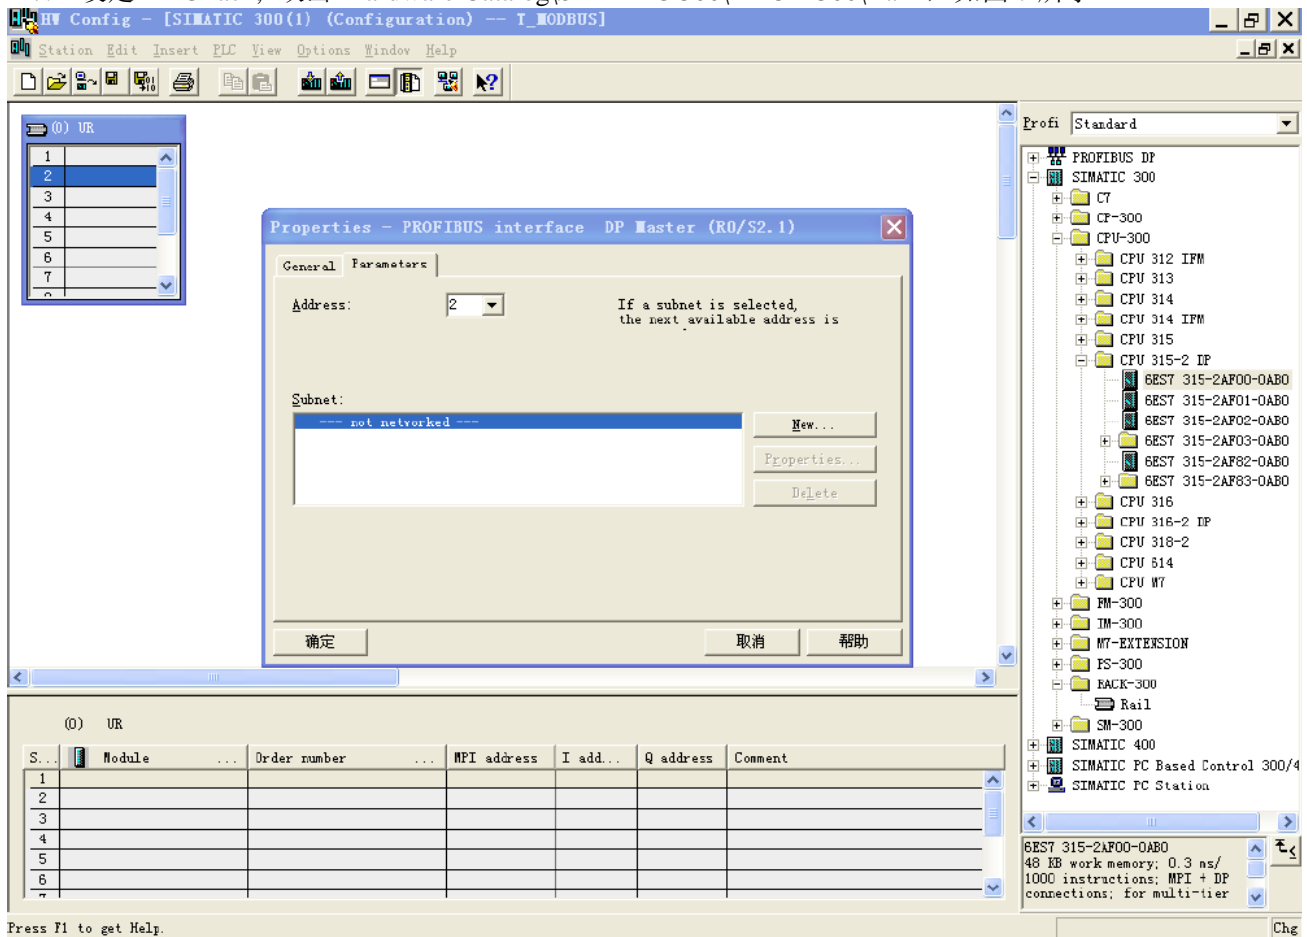 HW Config - [SIMATIC 300(1) (Configuration) -- T_MODBUS]
Station Edit Insert PLC View Options Window Help
(0) UR
1
2
3
4
5
6
7
Properties - PROFIBUS interface DP Master (R0/S2.1)
General Parameters
Address: 2
If a subnet is selected,
the next available address is
Subnet:
--- not networked ---
New...
Properties...
Delete
确定 取消 帮助
Profi Standard
PROFIBUS DP
SIMATIC 300
C7
CP-300
CPU-300
CPU 312 IFM
CPU 313
CPU 314
CPU 314 IFM
CPU 315
CPU 315-2 DP
6ES7 315-2AF00-0AB0
6ES7 315-2AF01-0AB0
6ES7 315-2AF02-0AB0
6ES7 315-2AF03-0AB0
6ES7 315-2AF82-0AB0
6ES7 315-2AF83-0AB0
CPU 316
CPU 316-2 DP
CPU 318-2
CPU 614
CPU M7
FM-300
IM-300
M7-EXTENSION
PS-300
RACK-300
Rail
SM-300
SIMATIC 400
SIMATIC PC Based Control 300/4
SIMATIC PC Station
6ES7 315-2AF00-0AB0
48 KB work memory; 0.3 ms/
1000 instructions; MPI + DP
connections; for multi-tier
(0) UR
S... Module ... Order number ... MPI address I add... Q address Comment
1
2
3
4
5
6
7
Press F1 to get Help.
Chg